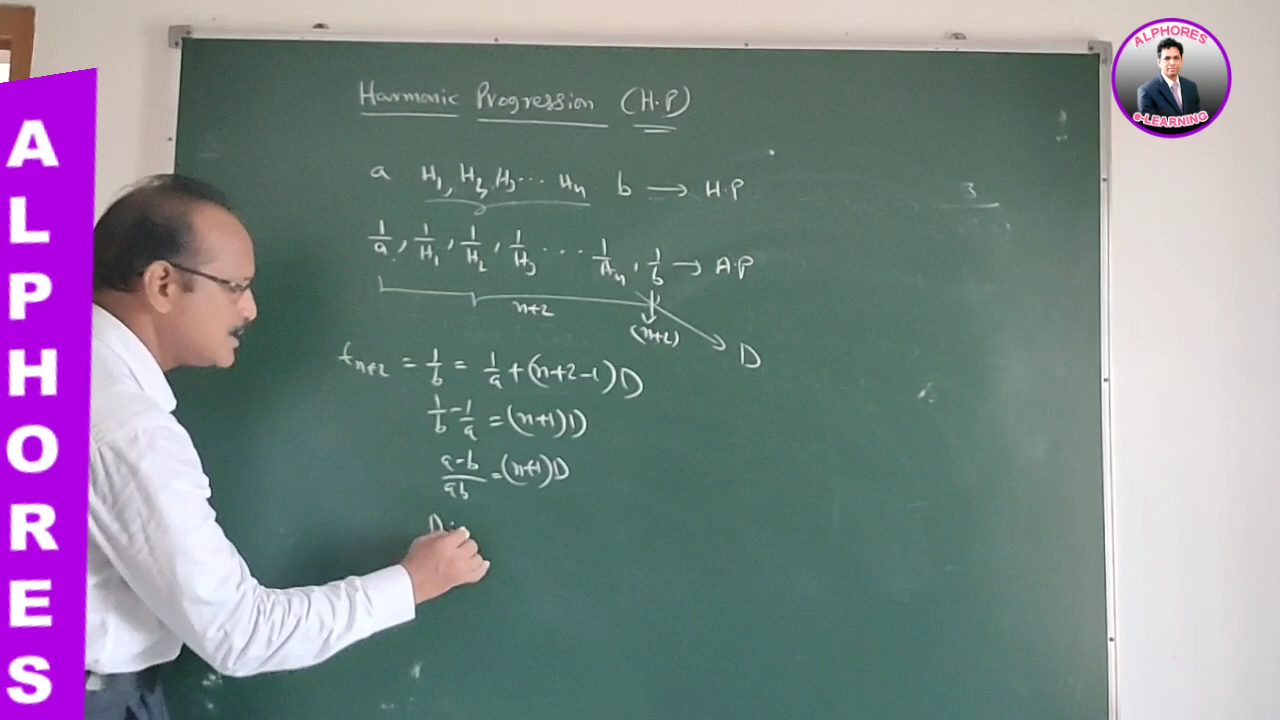 ALPHORES
ALPHORES
e-LEARNING
Harmonic Progression (H.P)
a H₁, H₂, H₃ ... Hₙ b → H.P
1/a, 1/H₁, 1/H₂, 1/H₃ ... 1/Hₙ, 1/b → A.P
n+2
(n+2)
D
tₙ₊₂ = 1/b = 1/a + (n+2-1)D
1/b - 1/a = (n+1)D
a-b/ab = (n+1)D
D =
3